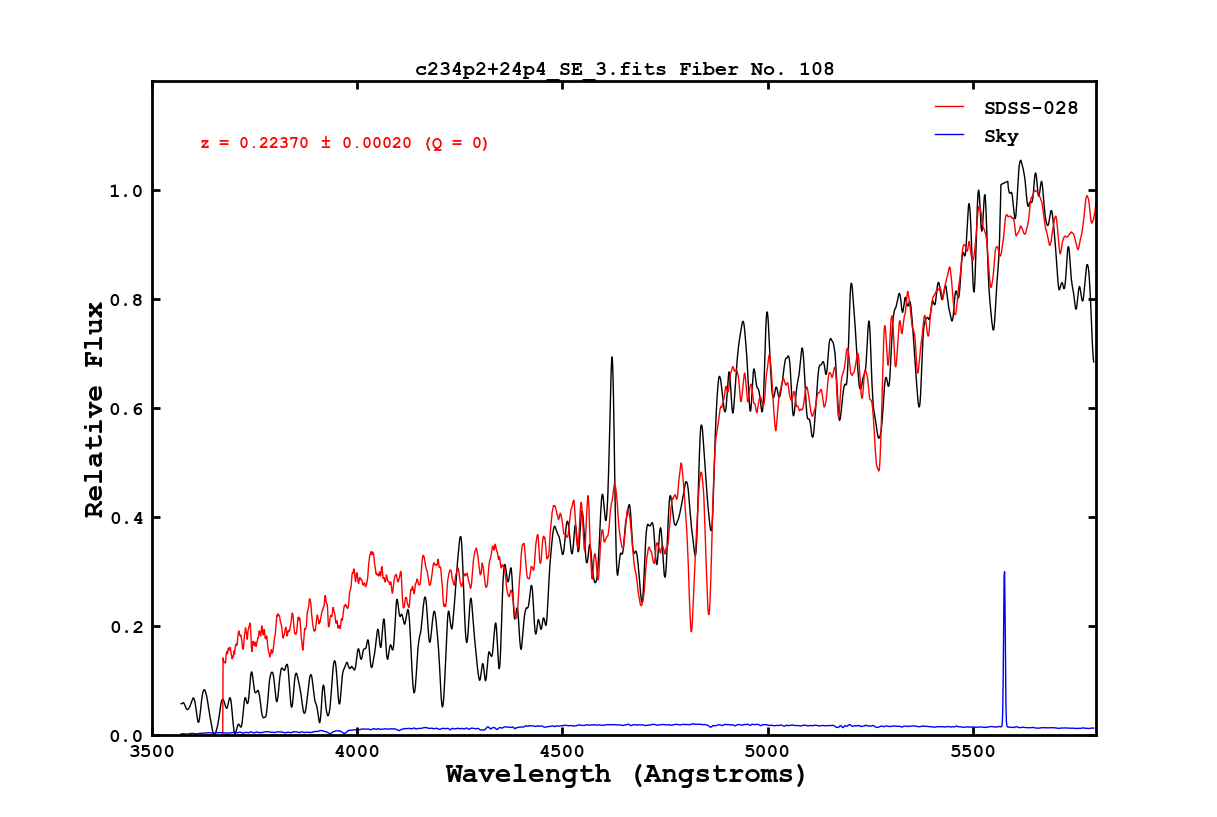 c234p2+24p4_SE_3.fits Fiber No. 108
SDSS-028
Sky
z = 0.22370 ± 0.00020 (Q = 0)
1.0
0.8
0.6
0.4
0.2
0.0
Relative Flux
3500 4000 4500 5000 5500
Wavelength (Angstroms)